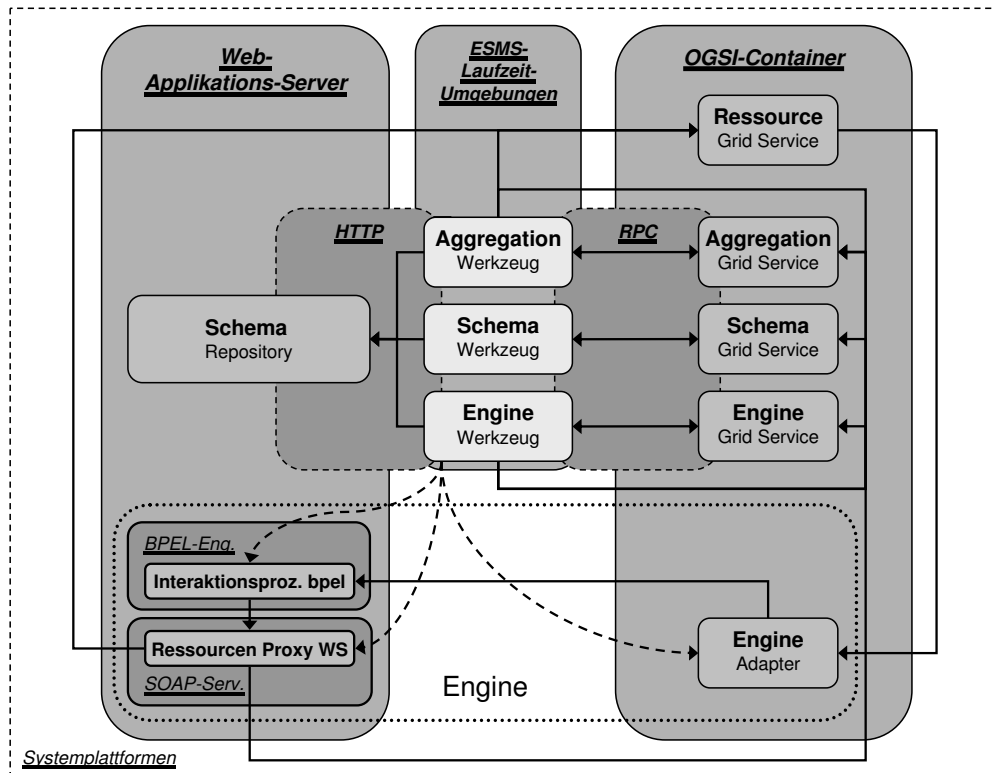 Web-
Applikations-Server
ESMS-
Laufzeit-
Umgebungen
OGSI-Container
Ressource
Grid Service
HTTP
Aggregation
Werkzeug
RPC
Aggregation
Grid Service
Schema
Repository
Schema
Werkzeug
Schema
Grid Service
Engine
Werkzeug
Engine
Grid Service
BPEL-Eng.
Interaktionsproz. bpel
Ressourcen Proxy WS
SOAP-Serv.
Engine
Engine
Adapter
Systemplattformen